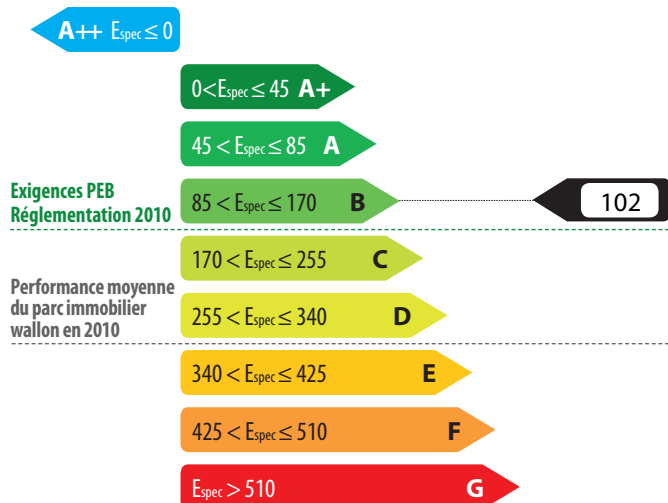 A++ Espec ≤ 0
0<Espec ≤ 45 A+
45 < Espec ≤ 85 A
Exigences PEB
Réglementation 2010
85 < Espec ≤ 170 B
102
170 < Espec ≤ 255 C
Performance moyenne
du parc immobilier
wallon en 2010
255 < Espec ≤ 340 D
340 < Espec ≤ 425 E
425 < Espec ≤ 510 F
Espec > 510 G